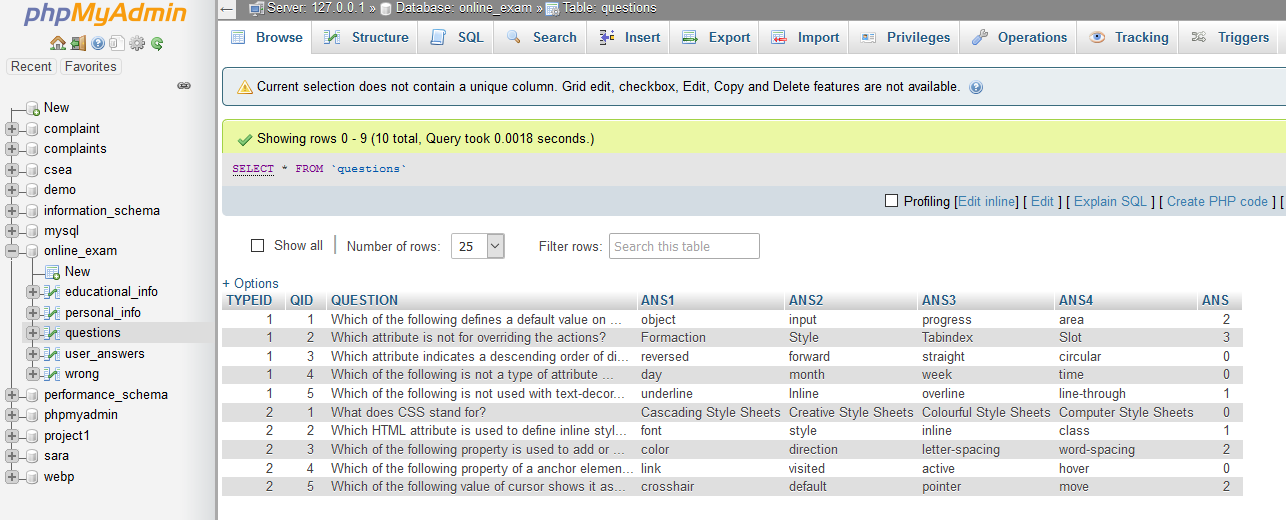 phpMyAdmin
Recent Favorites
New
complaint
complaints
csea
demo
information_schema
mysql
online_exam
New
educational_info
personal_info
questions
user_answers
wrong
performance_schema
phpmyadmin
project1
sara
webp
Server: 127.0.0.1 » Database: online_exam » Table: questions
Browse Structure SQL Search Insert Export Import Privileges Operations Tracking Triggers
Current selection does not contain a unique column. Grid edit, checkbox, Edit, Copy and Delete features are not available.
Showing rows 0 - 9 (10 total, Query took 0.0018 seconds.)
SELECT * FROM `questions`
Profiling [Edit inline] [ Edit ] [ Explain SQL ] [ Create PHP code ] [
Show all | Number of rows: 25 Filter rows: Search this table
+ Options
TYPEID QID QUESTION ANS1 ANS2 ANS3 ANS4 ANS
1 1 Which of the following defines a default value on ... object input progress area 2
1 2 Which attribute is not for overriding the actions? Formaction Style Tabindex Slot 3
1 3 Which attribute indicates a descending order of di... reversed forward straight circular 0
1 4 Which of the following is not a type of attribute ... day month week time 0
1 5 Which of the following is not used with text-decor... underline Inline overline line-through 1
2 1 What does CSS stand for? Cascading Style Sheets Creative Style Sheets Colourful Style Sheets Computer Style Sheets 0
2 2 Which HTML attribute is used to define inline styl... font style inline class 1
2 3 Which of the following property is used to add or ... color direction letter-spacing word-spacing 2
2 4 Which of the following property of a anchor elemen... link visited active hover 0
2 5 Which of the following value of cursor shows it as... crosshair default pointer move 2